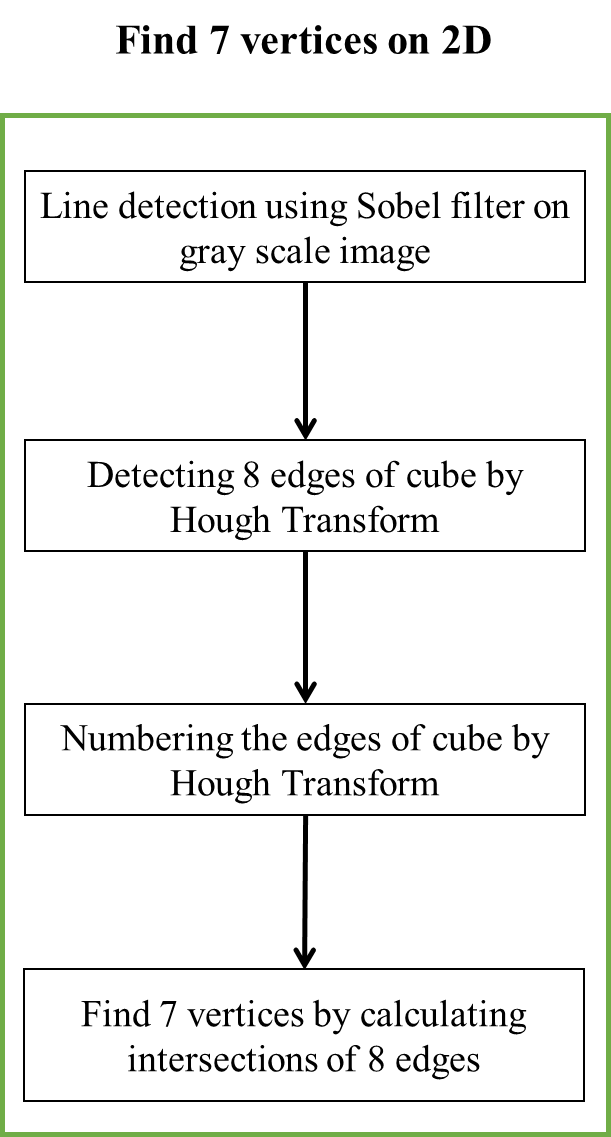 Find 7 vertices on 2D
Line detection using Sobel filter on
gray scale image
Detecting 8 edges of cube by
Hough Transform
Numbering the edges of cube by
Hough Transform
Find 7 vertices by calculating
intersections of 8 edges